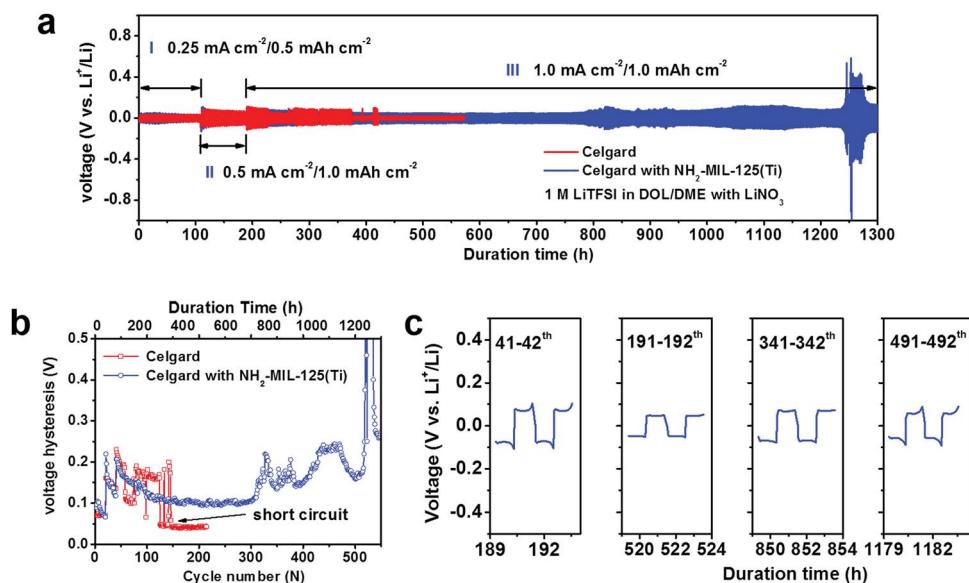 a
I 0.25 mA cm⁻²/0.5 mAh cm⁻²
III 1.0 mA cm⁻²/1.0 mAh cm⁻²
II 0.5 mA cm⁻²/1.0 mAh cm⁻²
Celgard
Celgard with NH₂-MIL-125(Ti)
1 M LiTFSI in DOL/DME with LiNO₃
voltage (V vs. Li⁺/Li)
0.8
0.4
0.0
-0.4
-0.8
0 100 200 300 400 500 600 700 800 900 1000 1100 1200 1300
Duration time (h)
b
Duration Time (h)
0 200 400 600 800 1000 1200
Celgard
Celgard with NH₂-MIL-125(Ti)
short circuit
voltage hysteresis (V)
0.5
0.4
0.3
0.2
0.1
0.0
0 50 100 150 200 250 300 350 400 450 500
Cycle number (N)
c
41-42ᵗʰ
191-192ᵗʰ
341-342ᵗʰ
491-492ᵗʰ
Voltage (V vs. Li⁺/Li)
0.4
0.2
0.0
-0.2
-0.4
189 192
520 522 524
850 852 854
1179 1182
Duration time (h)